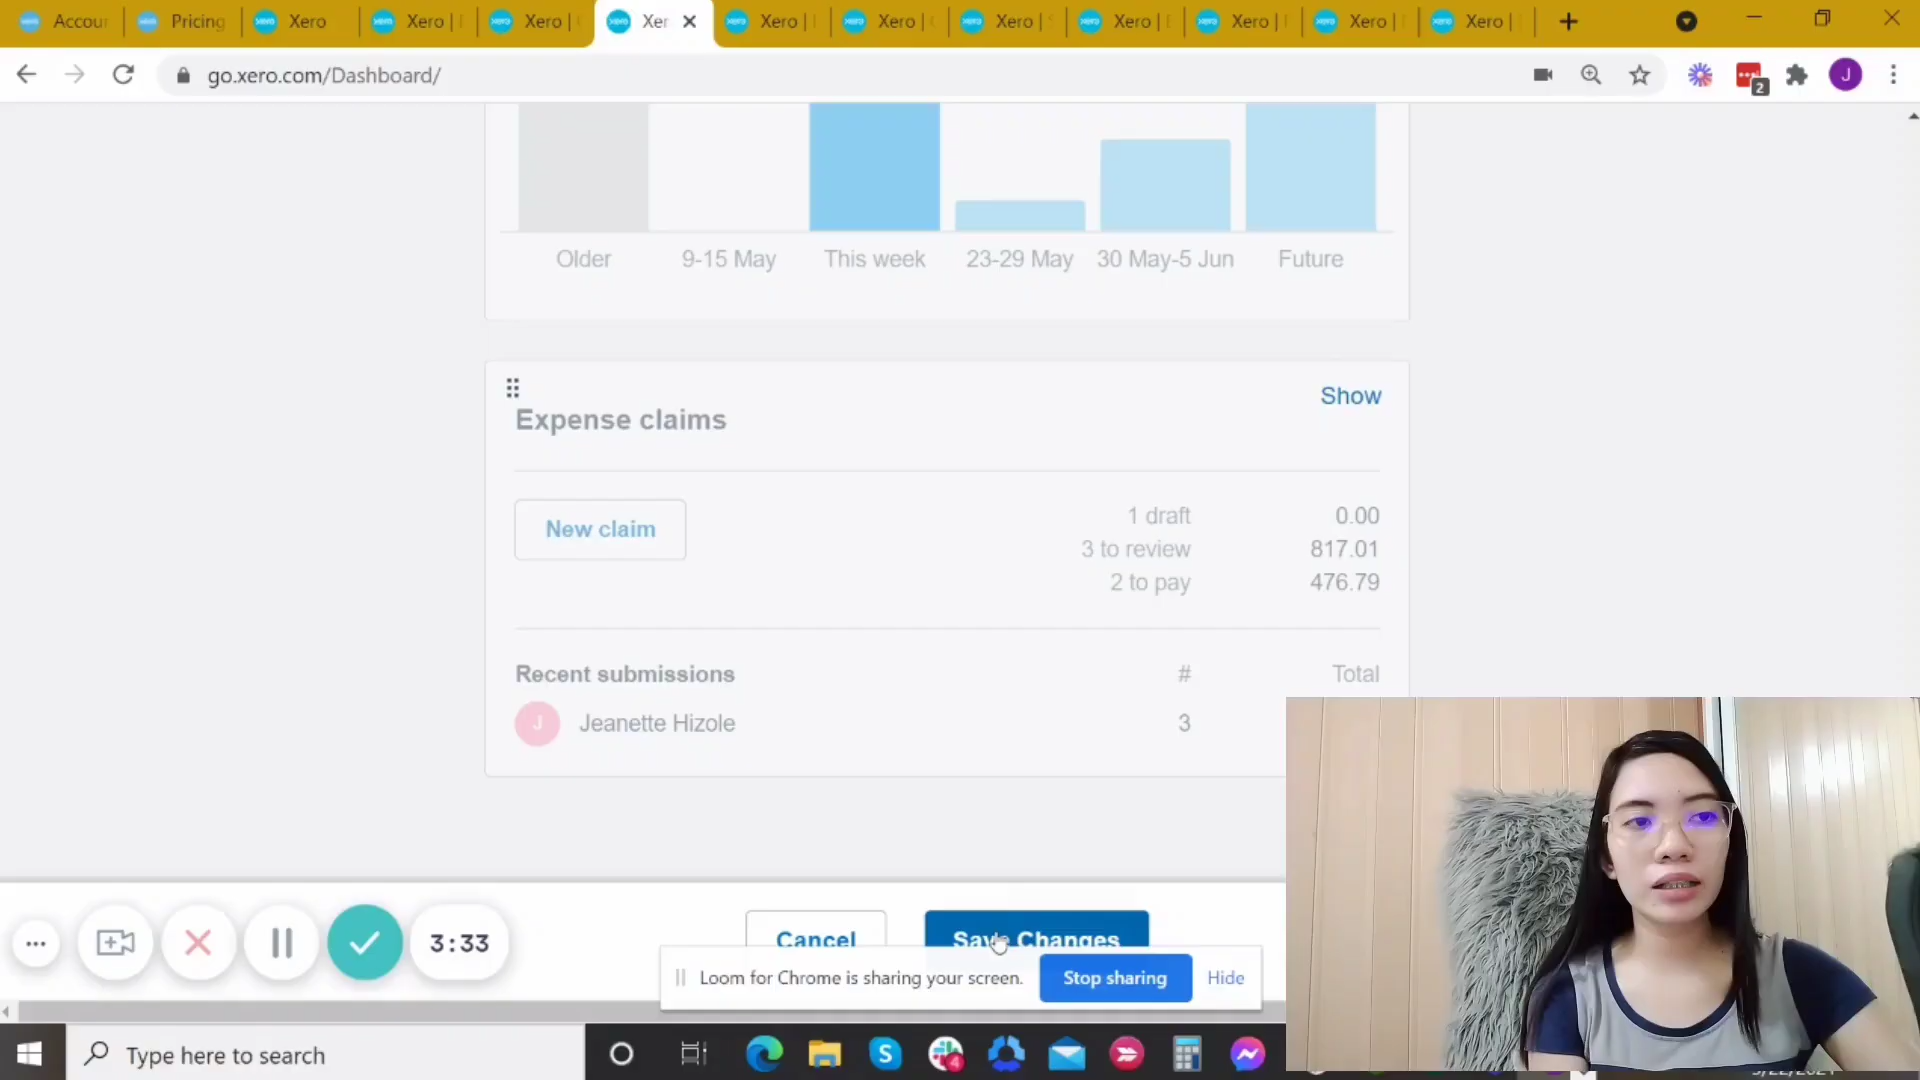 Accour
Pricing
Xero
Xero |
Xero |
Xer
Xero |
Xero |
Xero |
Xero |
Xero |
Xero |
Xero |
go.xero.com/Dashboard/
2
J
Older
9-15 May
This week
23-29 May
30 May-5 Jun
Future
Expense claims
Show
New claim
1 draft 0.00
3 to review 817.01
2 to pay 476.79
Recent submissions # Total
J Jeanette Hizole 3
3:33
Cancel
Save Changes
Loom for Chrome is sharing your screen.
Stop sharing
Hide
Type here to search